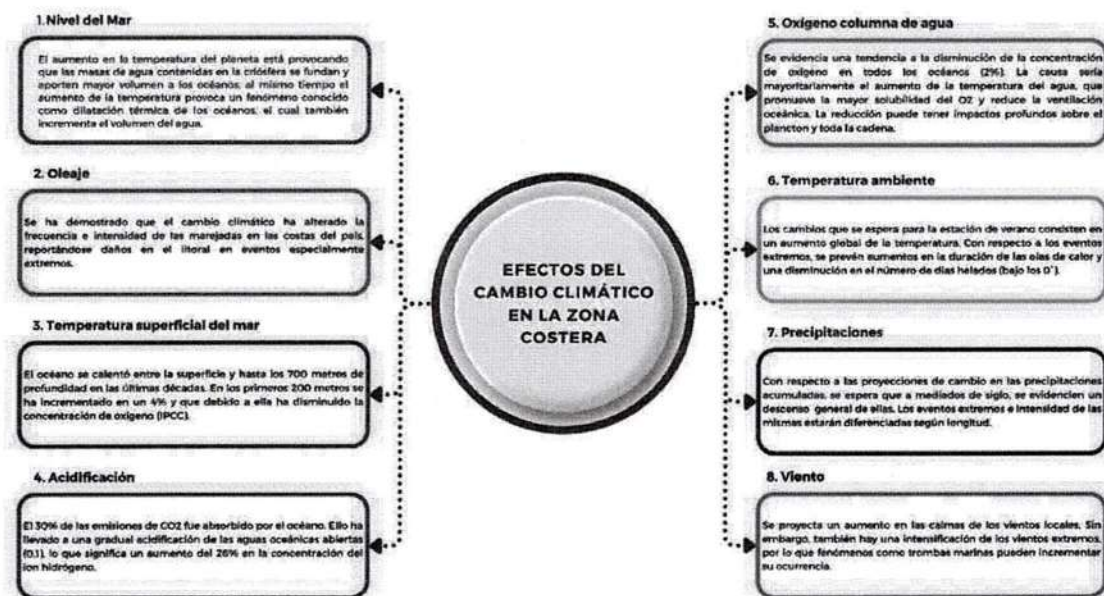 1. Nivel del Mar
El aumento en la temperatura del planeta está provocando
que las masas de agua contenidas en la criósfera se fundan y
aporten mayor volumen a los océanos, al mismo tiempo el
aumento de la temperatura provoca un fenómeno conocido
como dilatación térmica de los océanos, el cual también
incrementa el volumen del agua.
2. Oleaje
Se ha demostrado que el cambio climático ha alterado la
frecuencia e intensidad de las marejadas en las costas del país,
reportándose daños en el litoral en eventos especialmente
extremos.
3. Temperatura superficial del mar
El océano se calentó entre la superficie y hasta los 700 metros de
profundidad en las últimas décadas. En los primeros 200 metros se
ha incrementado en un 4% y que debido a ella ha disminuido la
concentración de oxígeno (IPCC).
4. Acidificación
El 30% de las emisiones de CO2 fue absorbido por el océano. Ello ha
llevado a una gradual acidificación de las aguas oceánicas abiertas
(0,1), lo que significa un aumento del 26% en la concentración del
ion hidrógeno.
EFECTOS DEL
CAMBIO CLIMÁTICO
EN LA ZONA
COSTERA
5. Oxígeno columna de agua
Se evidencia una tendencia a la disminución de la concentración
de oxígeno en todos los océanos (2%). La causa sería
mayoritariamente el aumento de la temperatura del agua, que
promueve la mayor solubilidad del O2 y reduce la ventilación
oceánica. La reducción puede tener impactos profundos sobre el
plancton y toda la cadena.
6. Temperatura ambiente
Los cambios que se espera para la estación de verano consisten en
un aumento global de la temperatura. Con respecto a los eventos
extremos, se prevén aumentos en la duración de las olas de calor y
una disminución en el número de días helados (bajo los 0°).
7. Precipitaciones
Con respecto a las proyecciones de cambio en las precipitaciones
acumuladas, se espera que a mediados de siglo, se evidencien un
descenso general de ellas. Los eventos extremos e intensidad de las
mismas estarán diferenciadas según longitud.
8. Viento
Se proyecta un aumento en las calmas de los vientos locales. Sin
embargo, también hay una intensificación de los vientos extremos,
por lo que fenómenos como trombas marinas pueden incrementar
su ocurrencia.